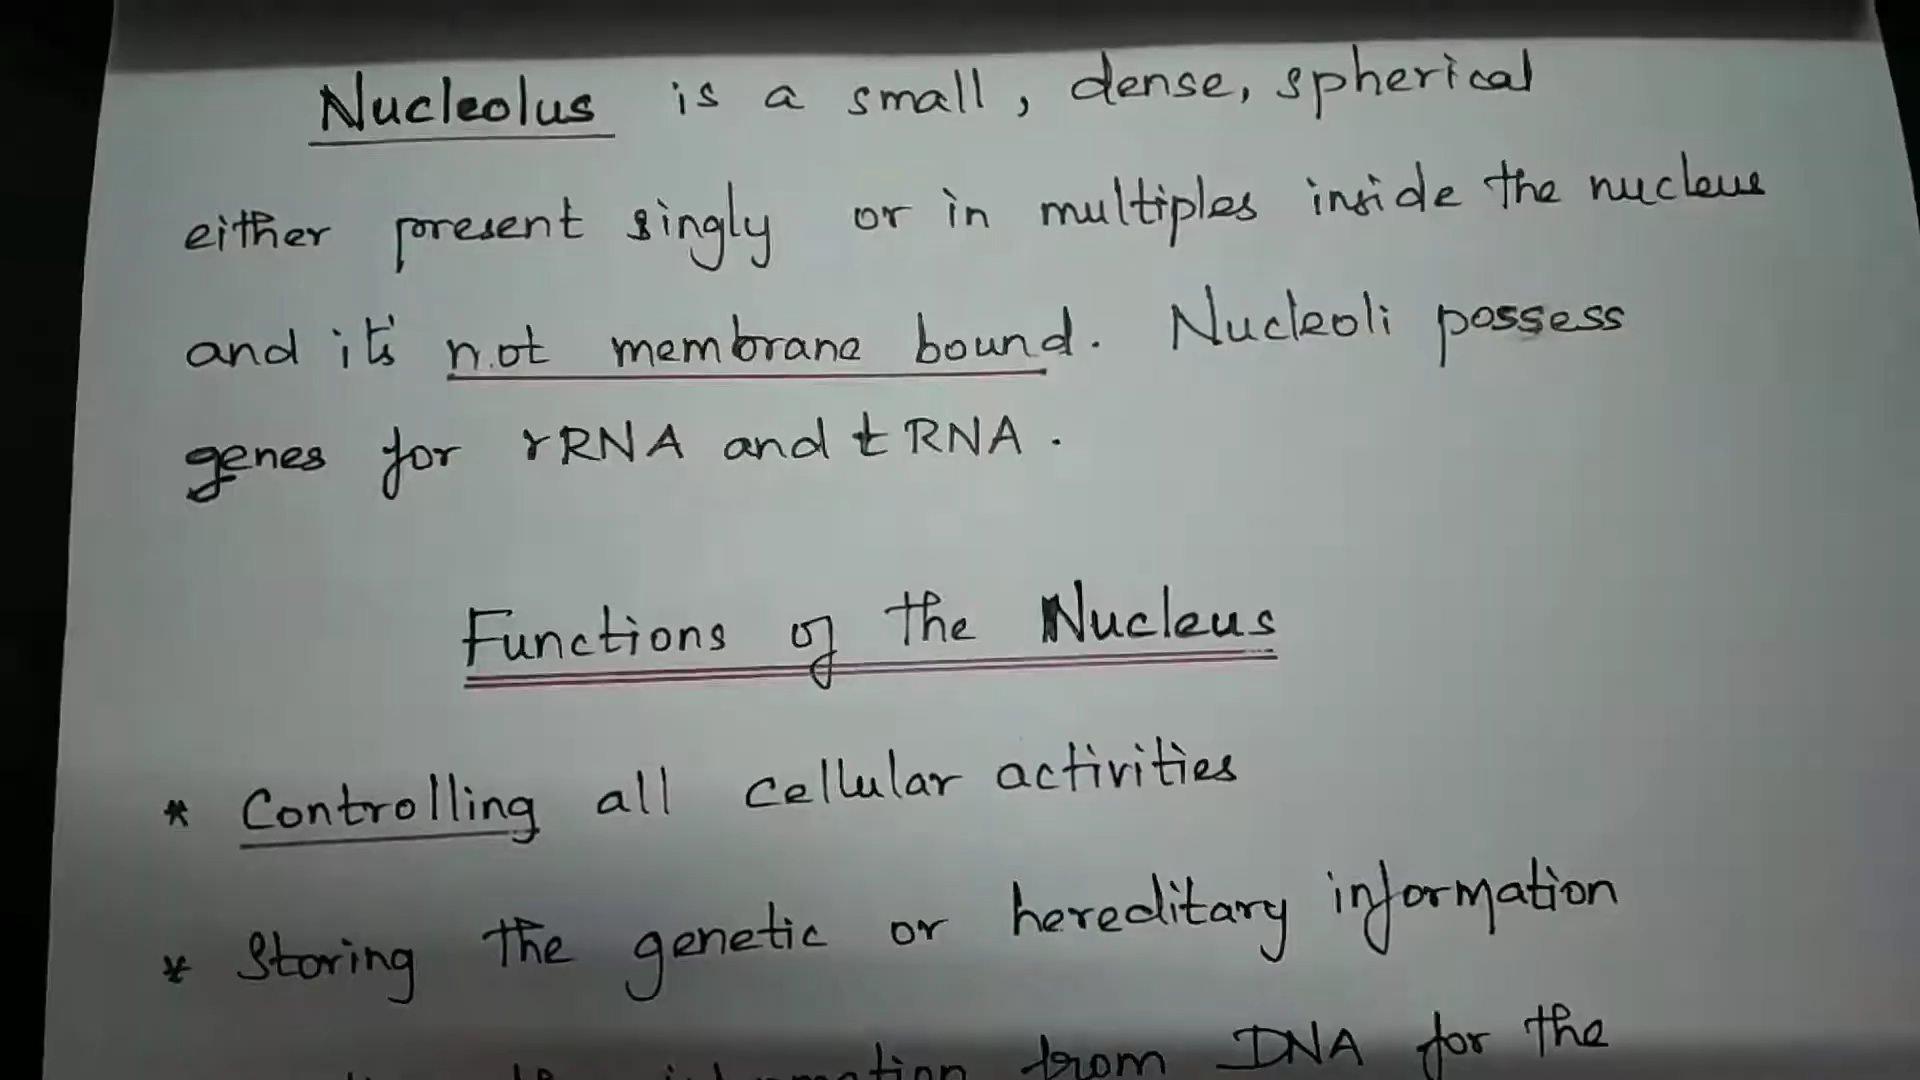 Nucleolus is a small, dense, spherical
either present singly or in multiples inside the nucleus
and it's not membrane bound. Nucleoli possess
genes for rRNA and tRNA.
Functions of the Nucleus
* Controlling all cellular activities
* Storing the genetic or hereditary information
from DNA for the